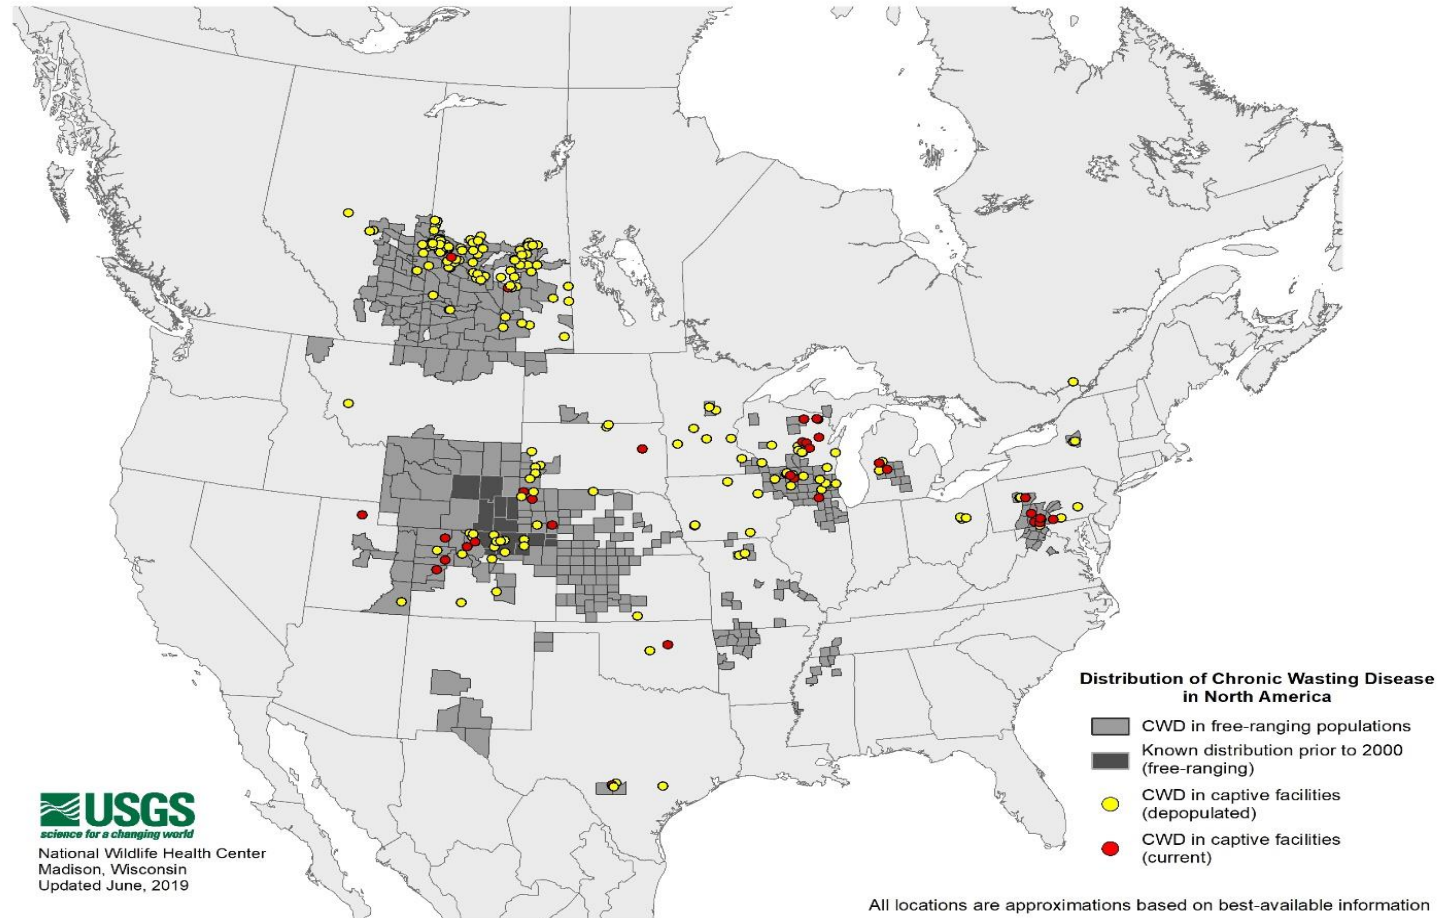 Distribution of Chronic Wasting Disease
in North America
CWD in free-ranging populations
Known distribution prior to 2000
(free-ranging)
CWD in captive facilities
(depopulated)
CWD in captive facilities
(current)
USGS
science for a changing world
National Wildlife Health Center
Madison, Wisconsin
Updated June, 2019
All locations are approximations based on best-available information